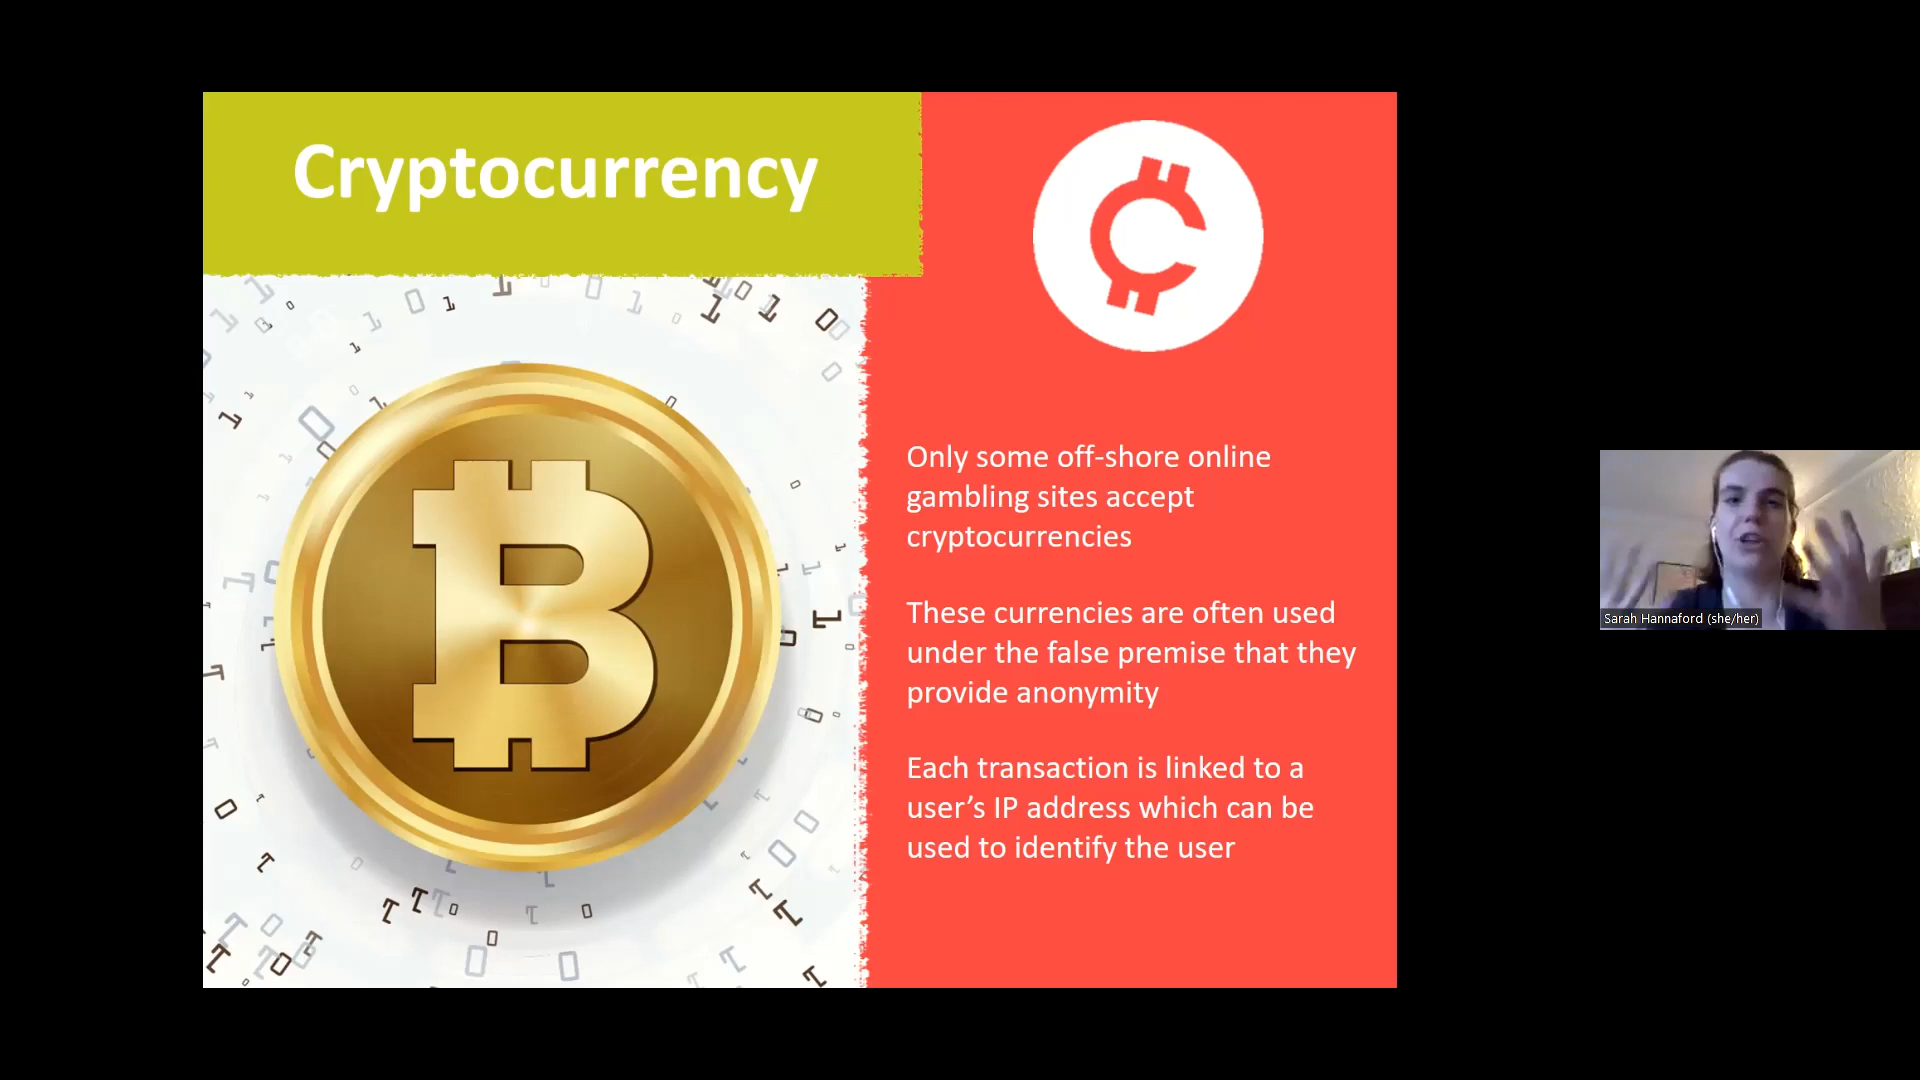 Cryptocurrency
Only some off-shore online
gambling sites accept
cryptocurrencies
These currencies are often used
under the false premise that they
provide anonymity
Each transaction is linked to a
user’s IP address which can be
used to identify the user
Sarah Hannaford (she/her)